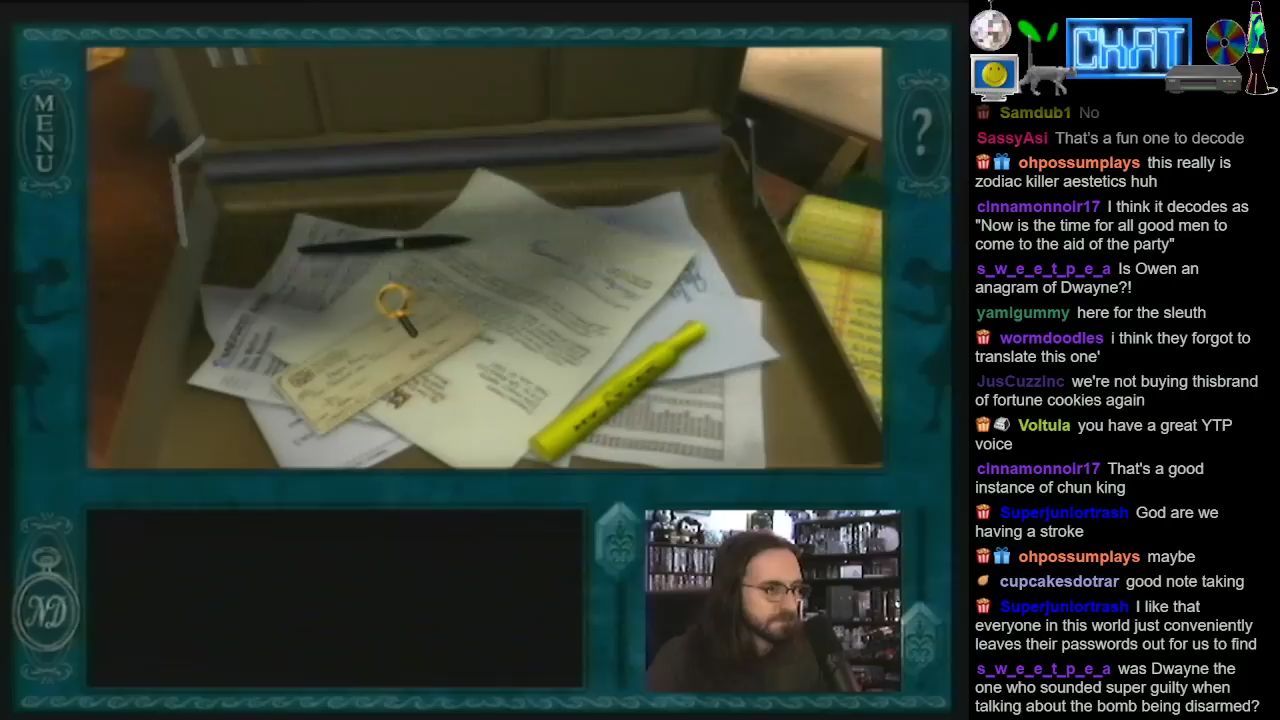 MENU
?
ND
CHAT
Samdub1 No
SassyAsi That's a fun one to decode
ohpossumplays this really is
zodiac killer aestetics huh
cinnamonnoir17 I think it decodes as
"Now is the time for all good men to
come to the aid of the party"
s_w_e_e_t_p_e_a Is Owen an
anagram of Dwayne?!
yamigummy here for the sleuth
wormdoodles i think they forgot to
translate this one'
JusCuzzInc we're not buying thisbrand
of fortune cookies again
Voltula you have a great YTP
voice
cinnamonnoir17 That's a good
instance of chun king
Superjuniortrash God are we
having a stroke
ohpossumplays maybe
cupcakesdotrar good note taking
Superjuniortrash I like that
everyone in this world just conveniently
leaves their passwords out for us to find
s_w_e_e_t_p_e_a was Dwayne the
one who sounded super guilty when
talking about the bomb being disarmed?